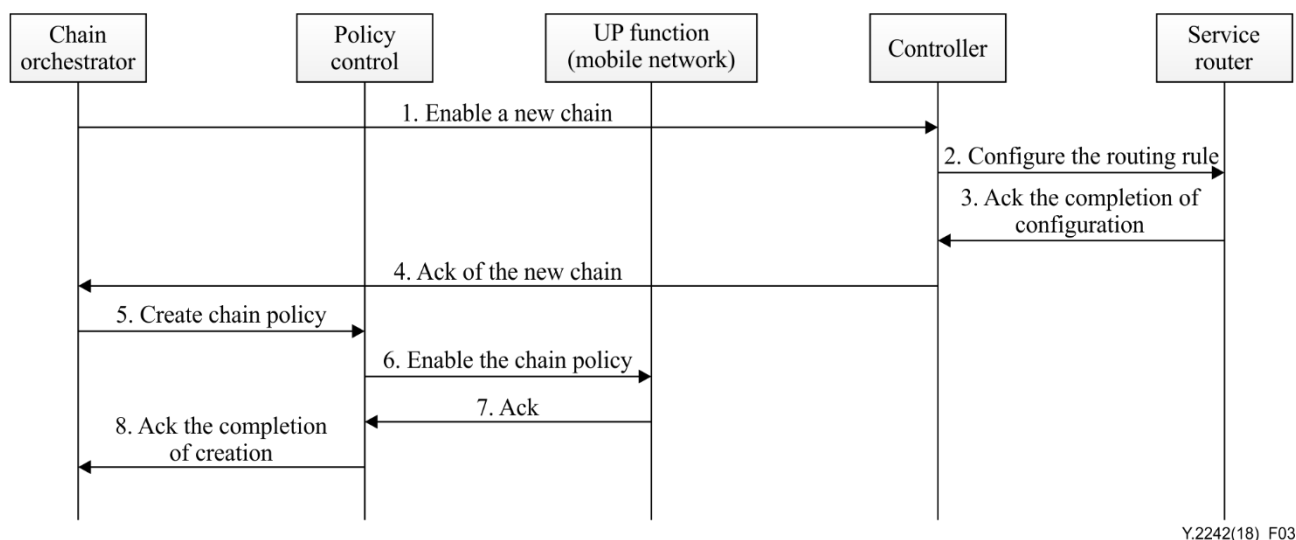 Chain
orchestrator
Policy
control
UP function
(mobile network)
Controller
Service
router
1. Enable a new chain
2. Configure the routing rule
3. Ack the completion of
configuration
4. Ack of the new chain
5. Create chain policy
6. Enable the chain policy
7. Ack
8. Ack the completion
of creation
Y.2242(18)_F03